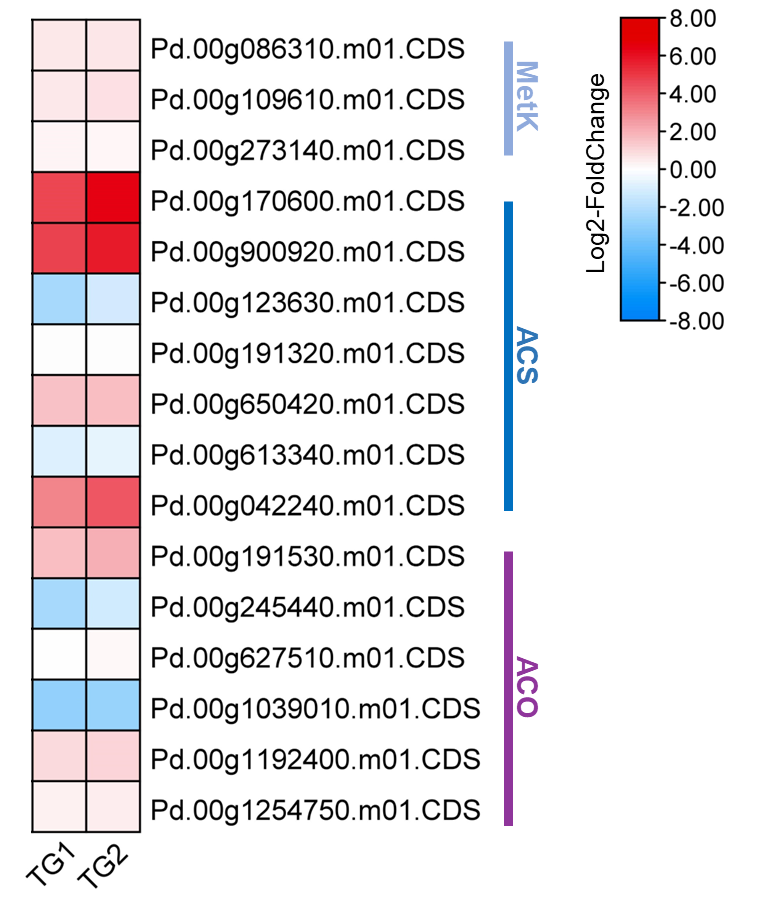 Pd.00g086310.m01.CDS
Pd.00g109610.m01.CDS
Pd.00g273140.m01.CDS
Pd.00g170600.m01.CDS
Pd.00g900920.m01.CDS
Pd.00g123630.m01.CDS
Pd.00g191320.m01.CDS
Pd.00g650420.m01.CDS
Pd.00g613340.m01.CDS
Pd.00g042240.m01.CDS
Pd.00g191530.m01.CDS
Pd.00g245440.m01.CDS
Pd.00g627510.m01.CDS
Pd.00g1039010.m01.CDS
Pd.00g1192400.m01.CDS
Pd.00g1254750.m01.CDS
TG1
TG2
MetK
ACS
ACO
Log2-FoldChange
8.00
6.00
4.00
2.00
0.00
-2.00
-4.00
-6.00
-8.00